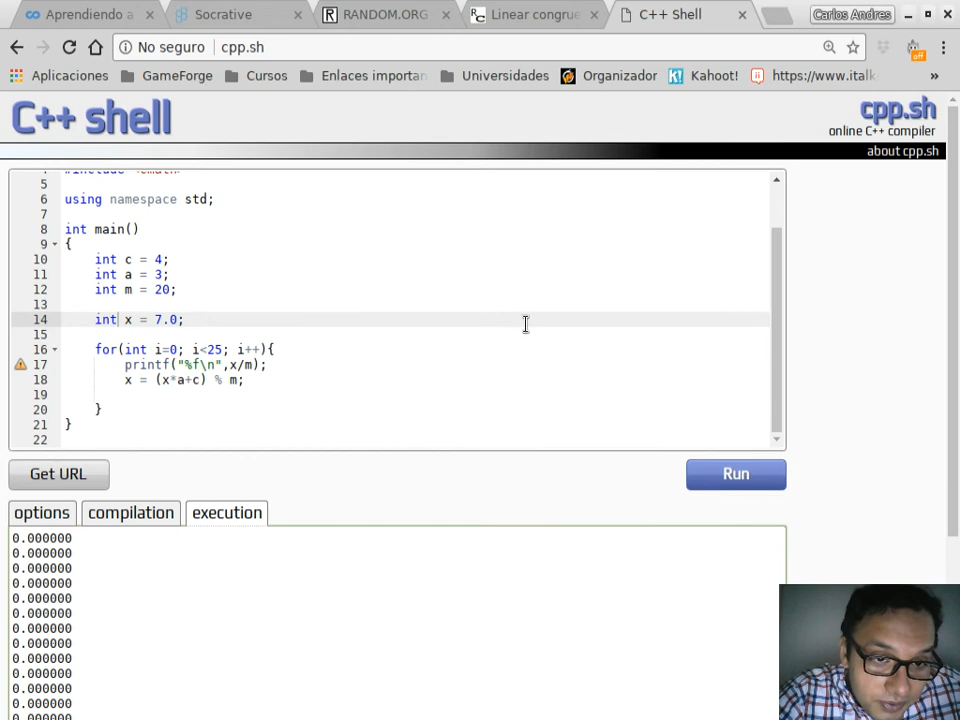 Aprendiendo a
Socrative
RANDOM.ORG
Linear congrue
C++ Shell
Carlos Andres
No seguro
cpp.sh
Aplicaciones
GameForge
Cursos
Enlaces importan
Universidades
Organizador
Kahoot!
https://www.italk
»
off
C++ shell
cpp.sh
online C++ compiler
about cpp.sh
5
6 using namespace std;
7
8 int main()
9 {
10 int c = 4;
11 int a = 3;
12 int m = 20;
13
14 int x = 7.0;
15
16 for(int i=0; i<25; i++){
17 printf("%f\n",x/m);
18 x = (x*a+c) % m;
19
20 }
21 }
22
Get URL
Run
options
compilation
execution
0.000000
0.000000
0.000000
0.000000
0.000000
0.000000
0.000000
0.000000
0.000000
0.000000
0.000000
0.000000